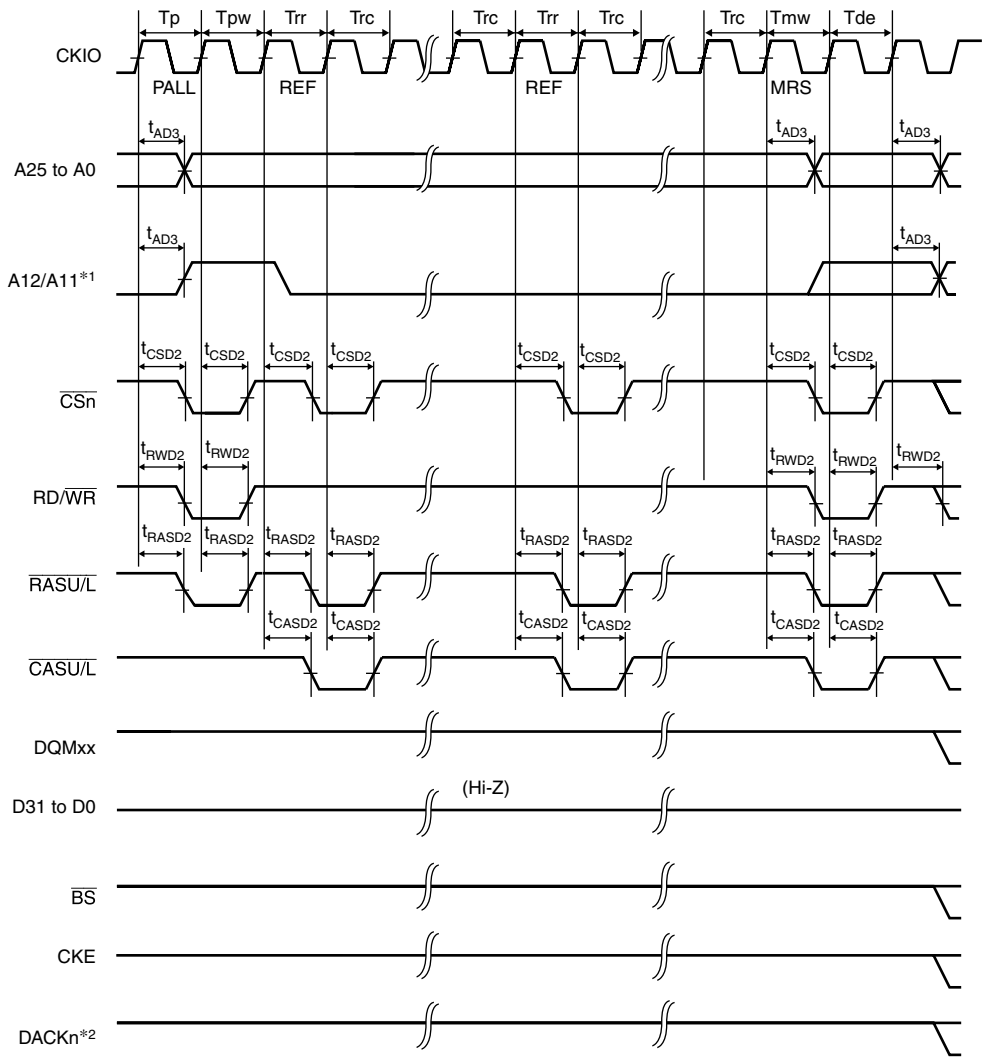 Tp Tpw Trr Trc Trc Trr Trc Trc Tmw Tde
CKIO
PALL REF REF MRS
tAD3 tAD3 tAD3
A25 to A0
tAD3 tAD3
A12/A11*1
tCSD2 tCSD2 tCSD2 tCSD2 tCSD2 tCSD2 tCSD2 tCSD2
CSn
tRWD2 tRWD2 tRWD2 tRWD2 tRWD2
RD/WR
tRASD2 tRASD2 tRASD2 tRASD2 tRASD2 tRASD2 tRASD2 tRASD2
RASU/L
tCASD2 tCASD2 tCASD2 tCASD2 tCASD2 tCASD2
CASU/L
DQMxx
(Hi-Z)
D31 to D0
BS
CKE
DACKn*2